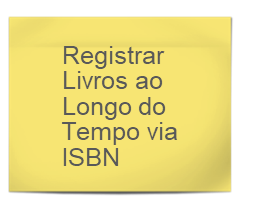 Registrar
Livros ao
Longo do
Tempo via
ISBN